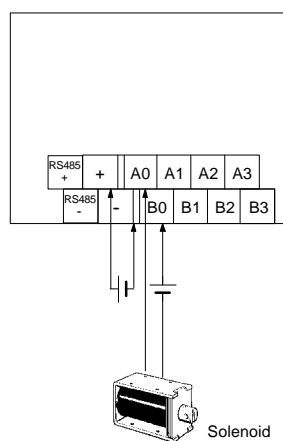 RS485 + + A0 A1 A2 A3
RS485 - - B0 B1 B2 B3
Solenoid